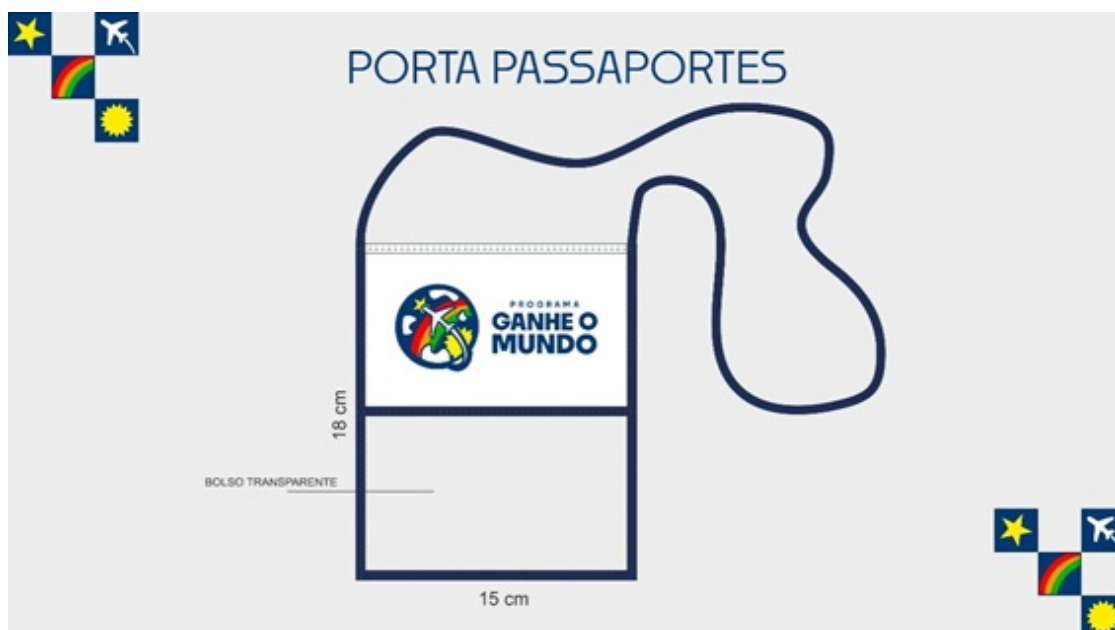 PORTA PASSAPORTES
PROGRAMA
GANHE O
MUNDO
18 cm
BOLSO TRANSPARENTE
15 cm